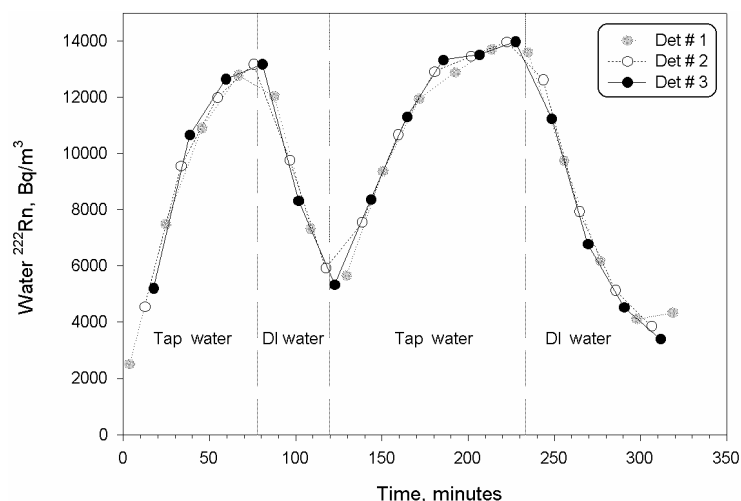 14000
12000
10000
8000
6000
4000
2000
0
Water ²²²Rn, Bq/m³
Det # 1
Det # 2
Det # 3
Tap water
DI water
Tap water
DI water
0 50 100 150 200 250 300 350
Time, minutes